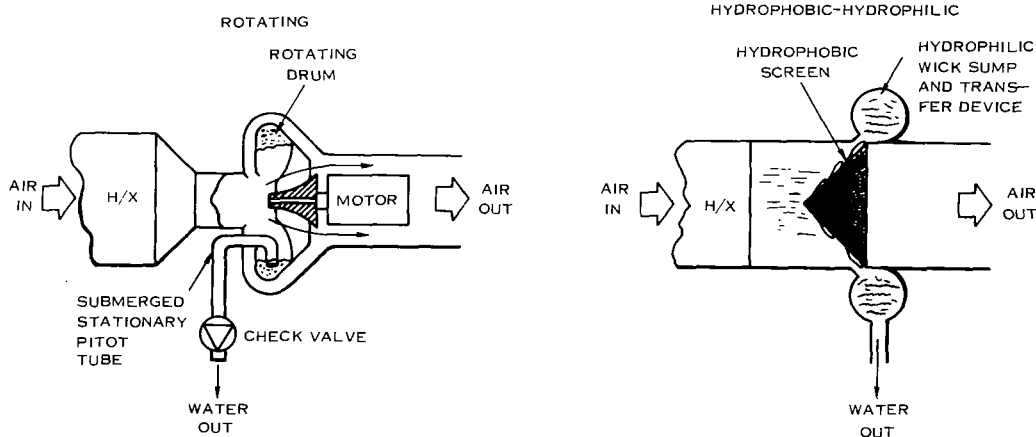 ROTATING
ROTATING
DRUM
AIR
IN
H/X
MOTOR
AIR
OUT
SUBMERGED
STATIONARY
PITOT
TUBE
CHECK VALVE
WATER
OUT
HYDROPHOBIC-HYDROPHILIC
HYDROPHOBIC
SCREEN
HYDROPHILIC
WICK SUMP
AND TRANS-
FER DEVICE
AIR
IN
H/X
AIR
OUT
WATER
OUT